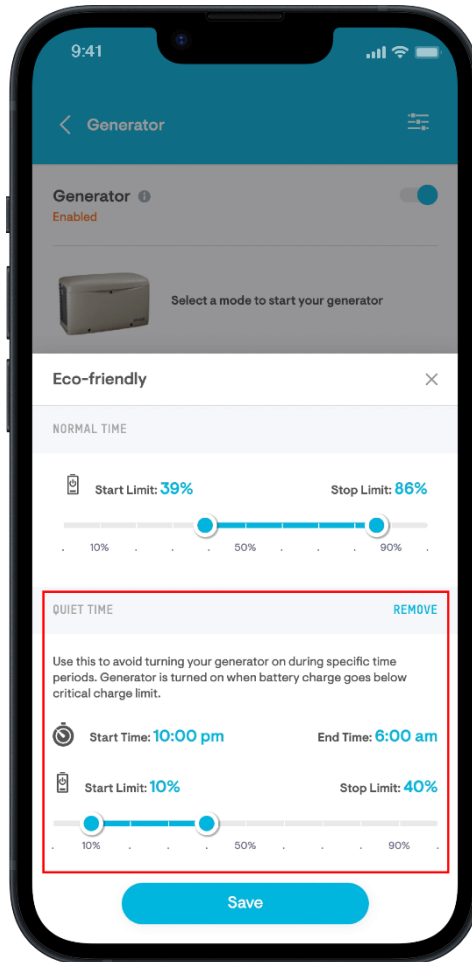 9:41
Generator
Generator
Enabled
Select a mode to start your generator
Eco-friendly
NORMAL TIME
Start Limit: 39% Stop Limit: 86%
10% 50% 90%
QUIET TIME REMOVE
Use this to avoid turning your generator on during specific time
periods. Generator is turned on when battery charge goes below
critical charge limit.
Start Time: 10:00 pm End Time: 6:00 am
Start Limit: 10% Stop Limit: 40%
10% 50% 90%
Save